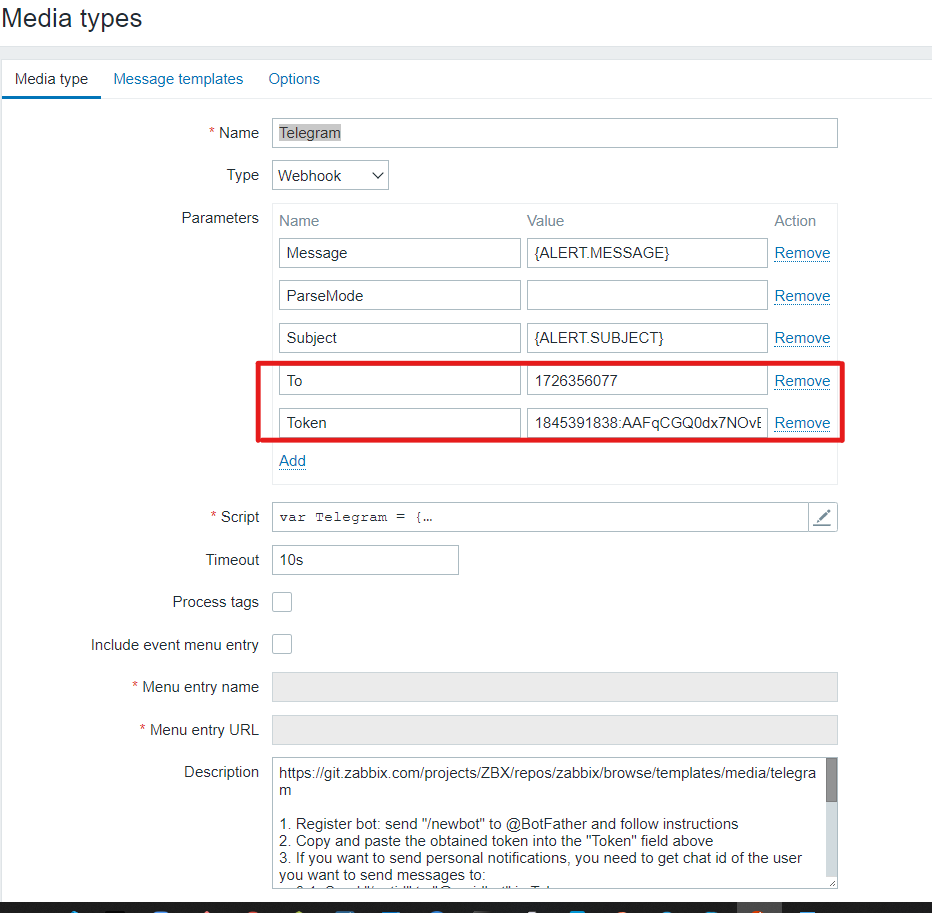 Media types
Media type Message templates Options
* Name Telegram
Type Webhook
Parameters Name Value Action
Message {ALERT.MESSAGE} Remove
ParseMode Remove
Subject {ALERT.SUBJECT} Remove
To 1726356077 Remove
Token 1845391838:AAFqCGQ0dx7NOvE Remove
Add
* Script var Telegram = {…
Timeout 10s
Process tags
Include event menu entry
* Menu entry name
* Menu entry URL
Description https://git.zabbix.com/projects/ZBX/repos/zabbix/browse/templates/media/telegra
m
1. Register bot: send "/newbot" to @BotFather and follow instructions
2. Copy and paste the obtained token into the "Token" field above
3. If you want to send personal notifications, you need to get chat id of the user
you want to send messages to: